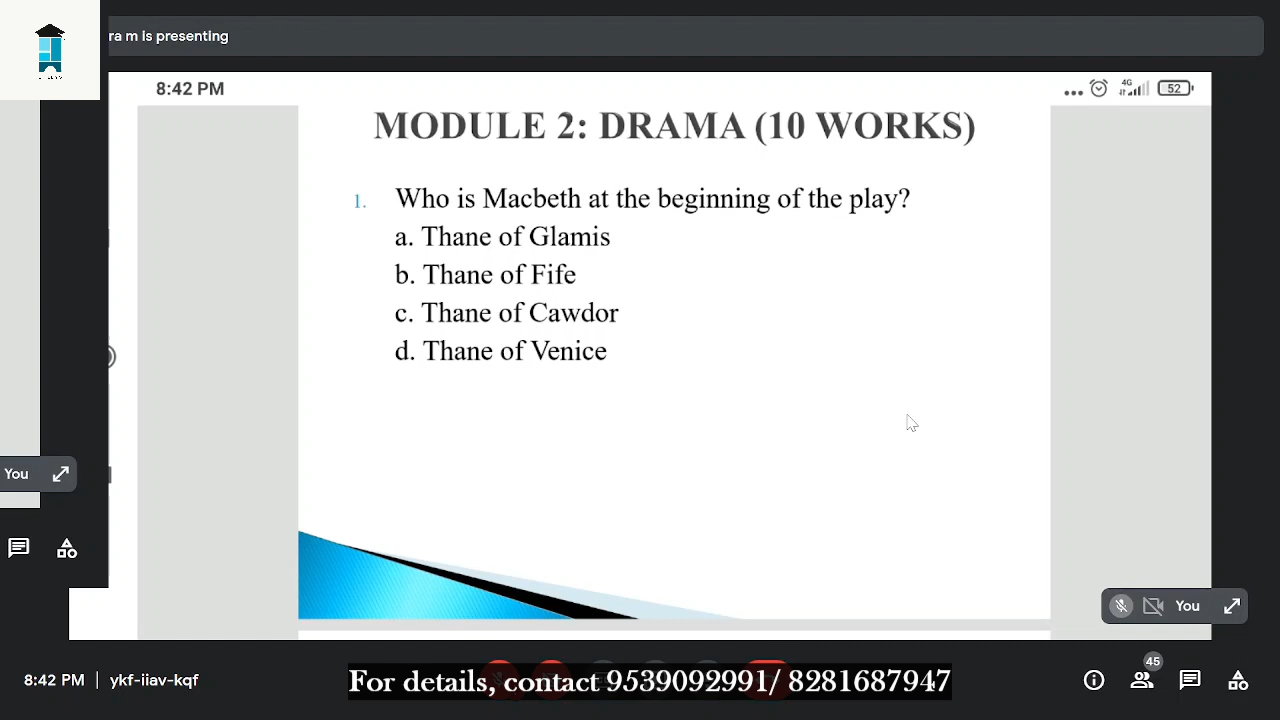 ra m is presenting
8:42 PM
4G
52
MODULE 2: DRAMA (10 WORKS)
1. Who is Macbeth at the beginning of the play?
a. Thane of Glamis
b. Thane of Fife
c. Thane of Cawdor
d. Thane of Venice
You
You
45
8:42 PM | ykf-iiav-kqf
For details, contact 9539092991/ 8281687947